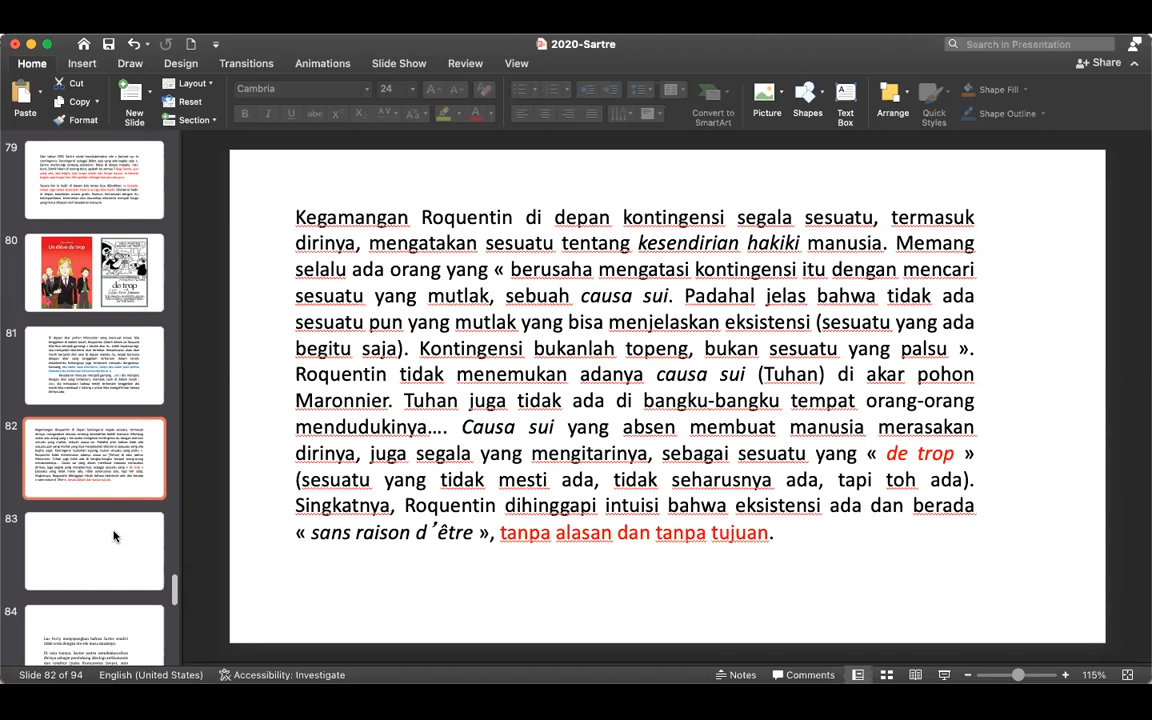 2020-Sartre
Search in Presentation
Home Insert Draw Design Transitions Animations Slide Show Review View
Share
Paste
Cut
Copy
Format
New Slide
Layout
Reset
Section
Cambria 24
Convert to SmartArt
Picture
Shapes
Text Box
Arrange
Quick Styles
Shape Fill
Shape Outline
79
80
Un élève de trop
de trop
81
82
83
84
Kegamangan Roquentin di depan kontingensi segala sesuatu, termasuk
dirinya, mengatakan sesuatu tentang kesendirian hakiki manusia. Memang
selalu ada orang yang « berusaha mengatasi kontingensi itu dengan mencari
sesuatu yang mutlak, sebuah causa sui. Padahal jelas bahwa tidak ada
sesuatu pun yang mutlak yang bisa menjelaskan eksistensi (sesuatu yang ada
begitu saja). Kontingensi bukanlah topeng, bukan sesuatu yang palsu ».
Roquentin tidak menemukan adanya causa sui (Tuhan) di akar pohon
Maronnier. Tuhan juga tidak ada di bangku-bangku tempat orang-orang
mendudukinya.... Causa sui yang absen membuat manusia merasakan
dirinya, juga segala yang mengitarinya, sebagai sesuatu yang « de trop »
(sesuatu yang tidak mesti ada, tidak seharusnya ada, tapi toh ada).
Singkatnya, Roquentin dihinggapi intuisi bahwa eksistensi ada dan berada
« sans raison d’être », tanpa alasan dan tanpa tujuan.
Slide 82 of 94 English (United States) Accessibility: Investigate
Notes Comments 115%